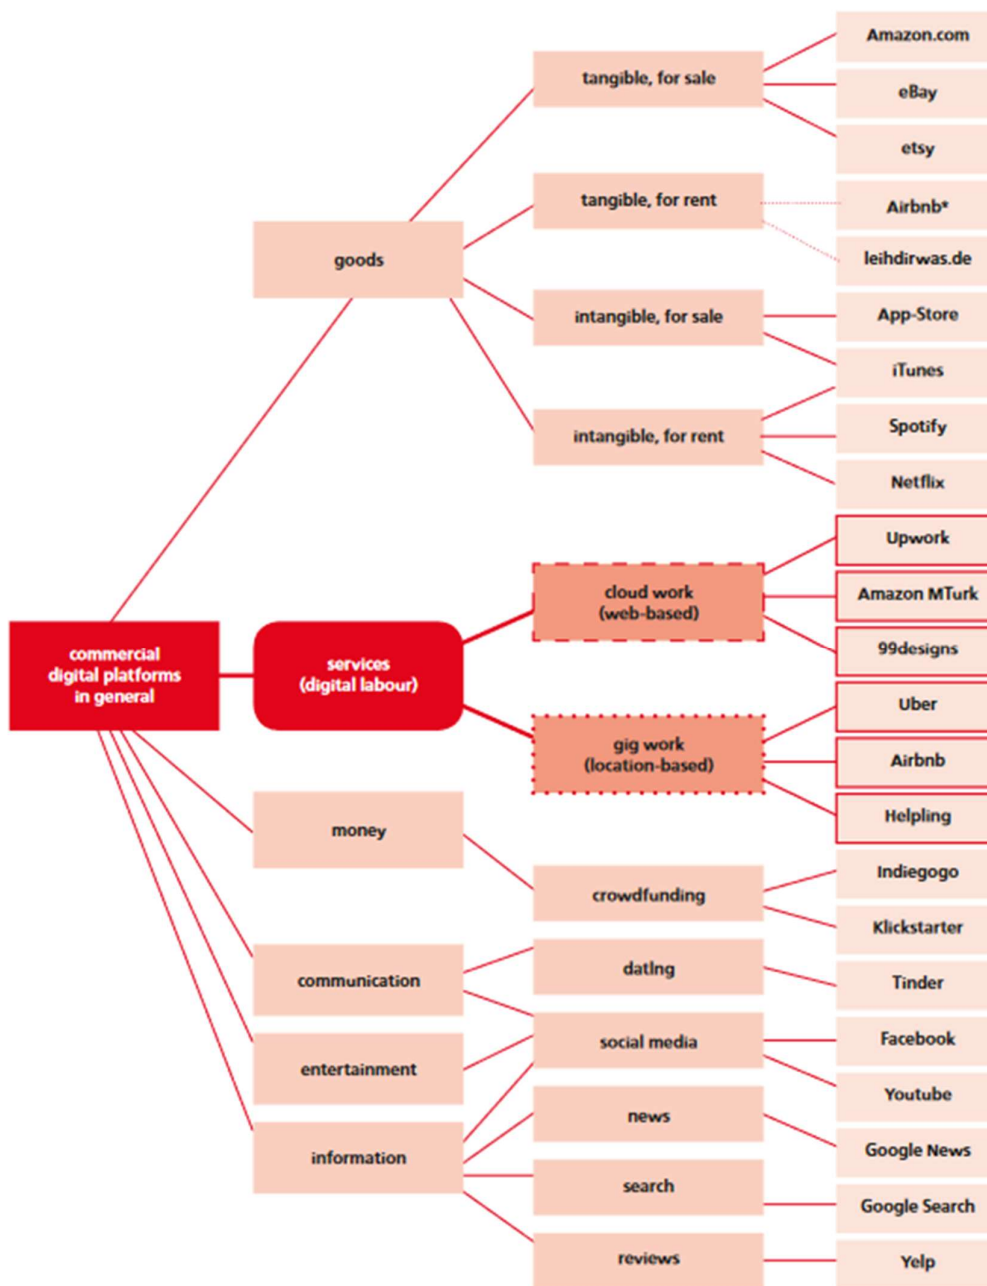 Amazon.com
tangible, for sale
eBay
etsy
tangible, for rent
Airbnb*
goods
leihdirwas.de
intangible, for sale
App-Store
iTunes
intangible, for rent
Spotify
Netflix
Upwork
cloud work
(web-based)
Amazon MTurk
99designs
commercial
digital platforms
in general
services
(digital labour)
Uber
gig work
(location-based)
Airbnb
Helpling
money
Indiegogo
crowdfunding
Klickstarter
communication
datIng
Tinder
social media
Facebook
entertainment
Youtube
news
Google News
information
search
Google Search
reviews
Yelp